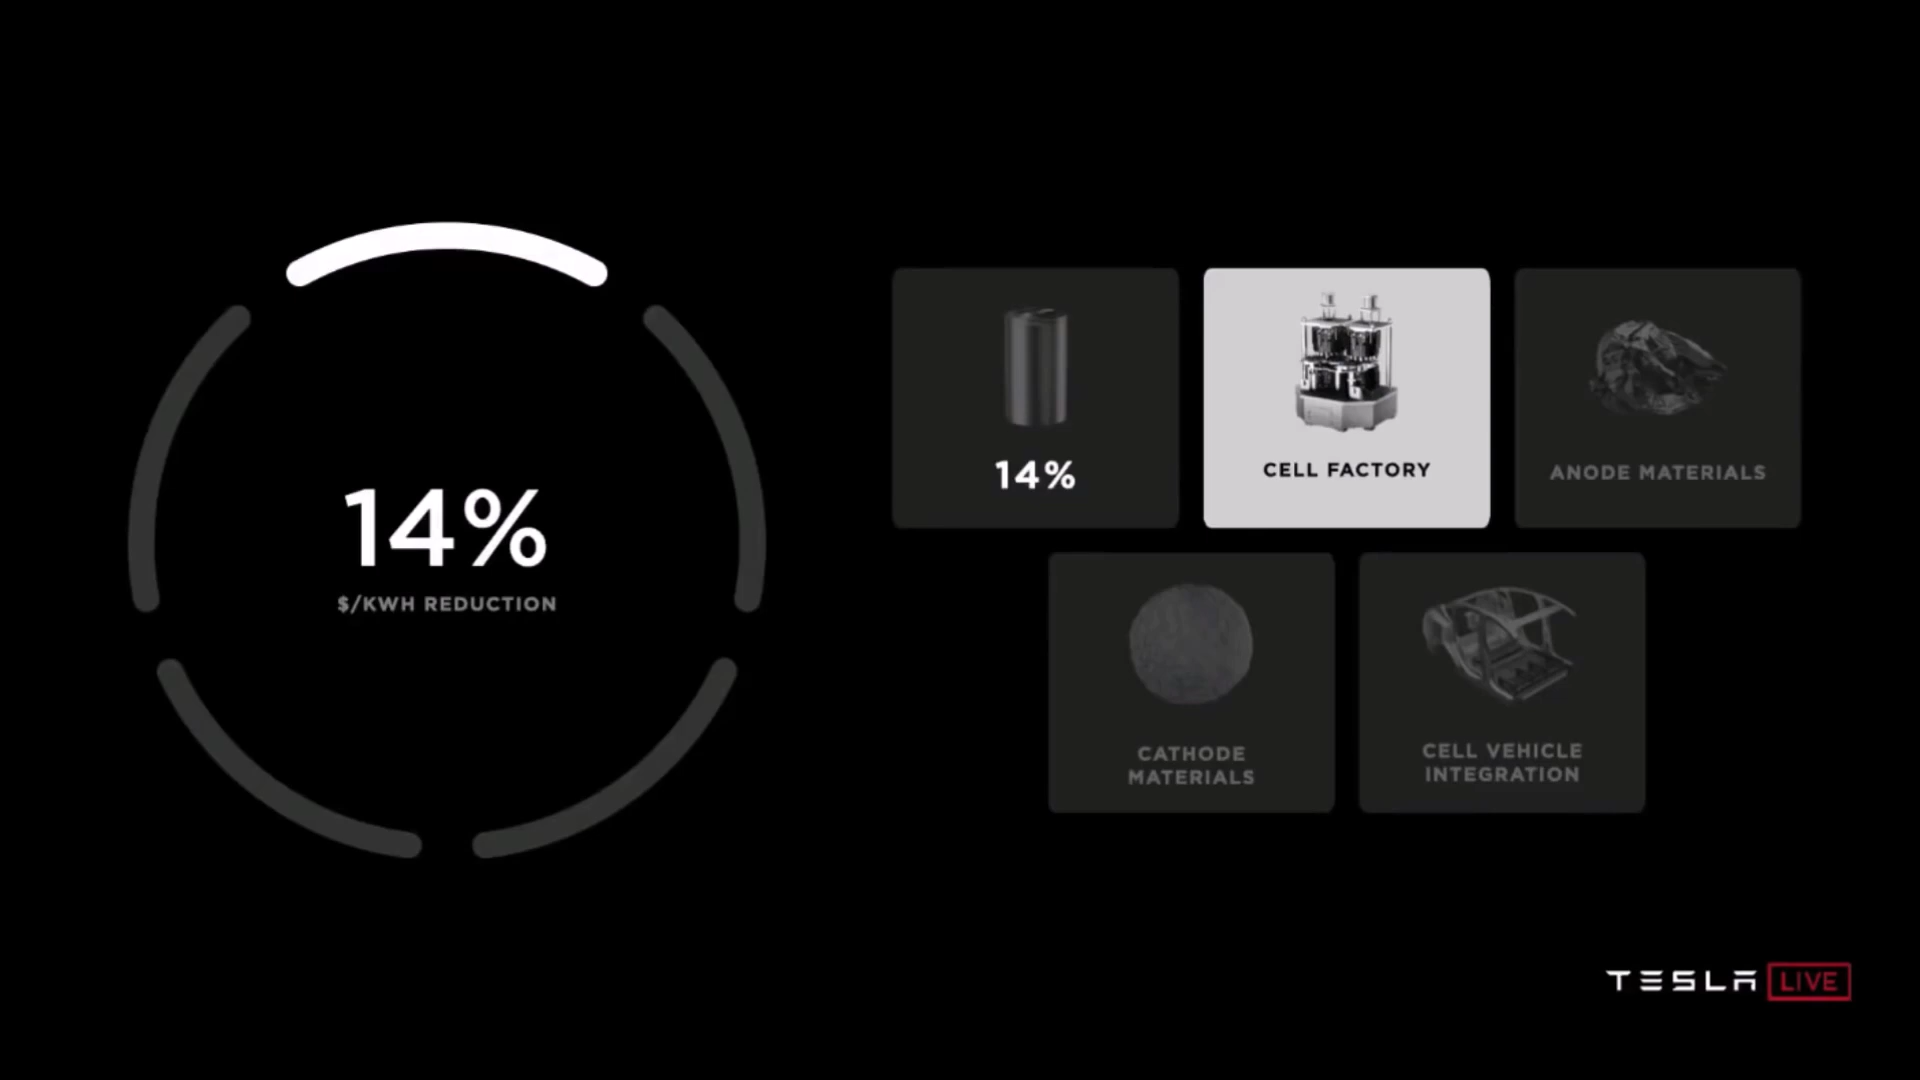 14%
$/KWH REDUCTION
14%
CELL FACTORY
ANODE MATERIALS
CATHODE
MATERIALS
CELL VEHICLE
INTEGRATION
TESLA LIVE